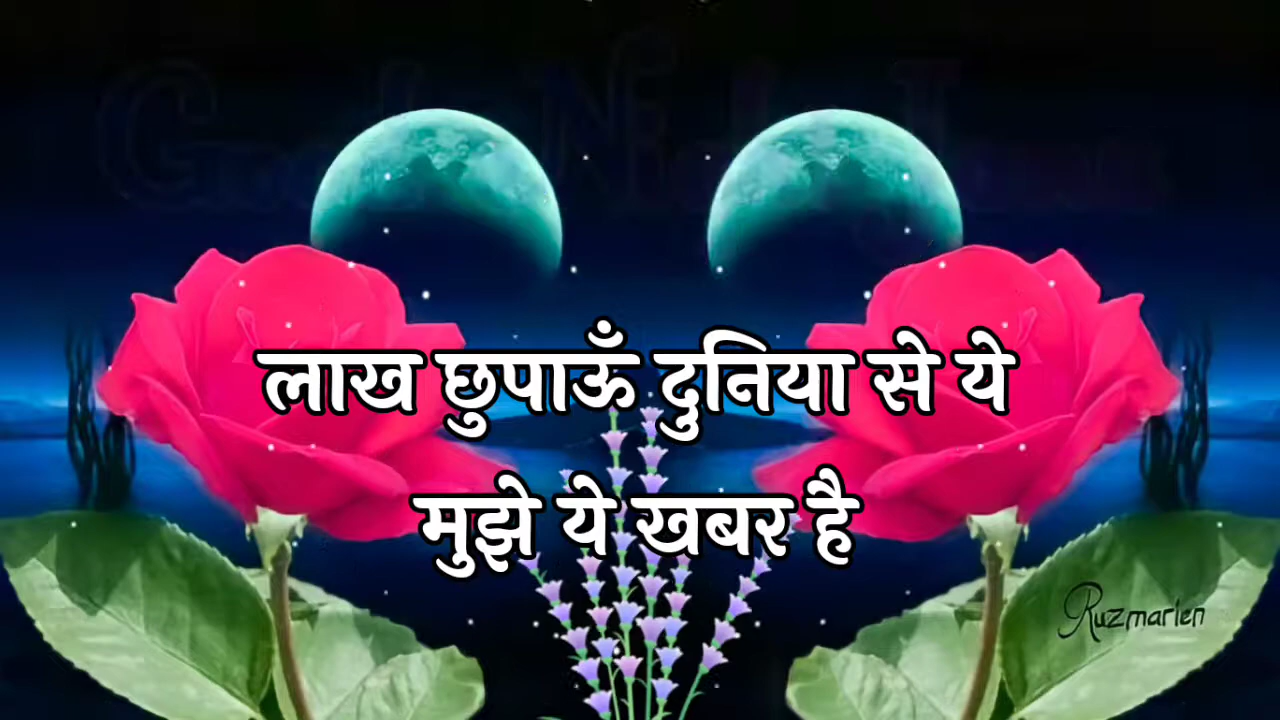 लाख छुपाऊँ दुनिया से ये
मुझे ये खबर है
Ruzmarlen